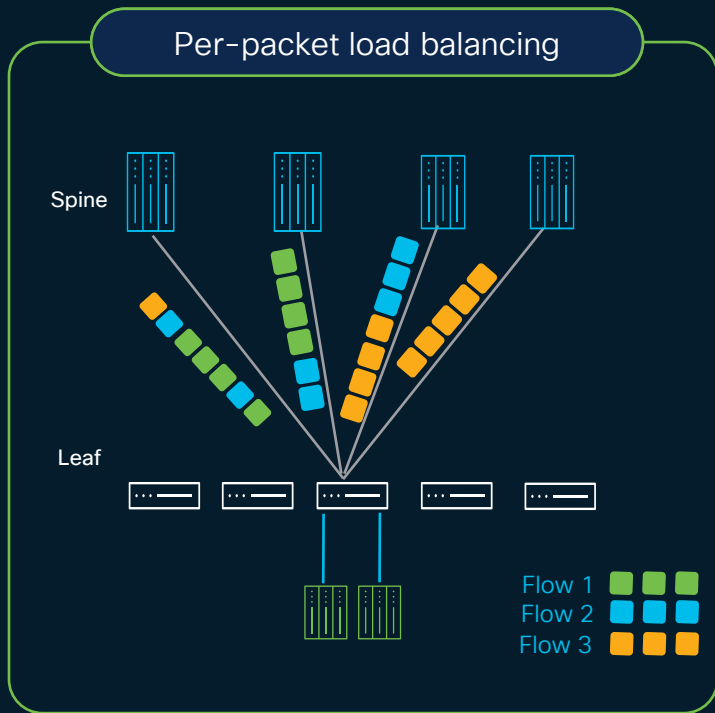 Per-packet load balancing
Spine
Leaf
Flow 1
Flow 2
Flow 3